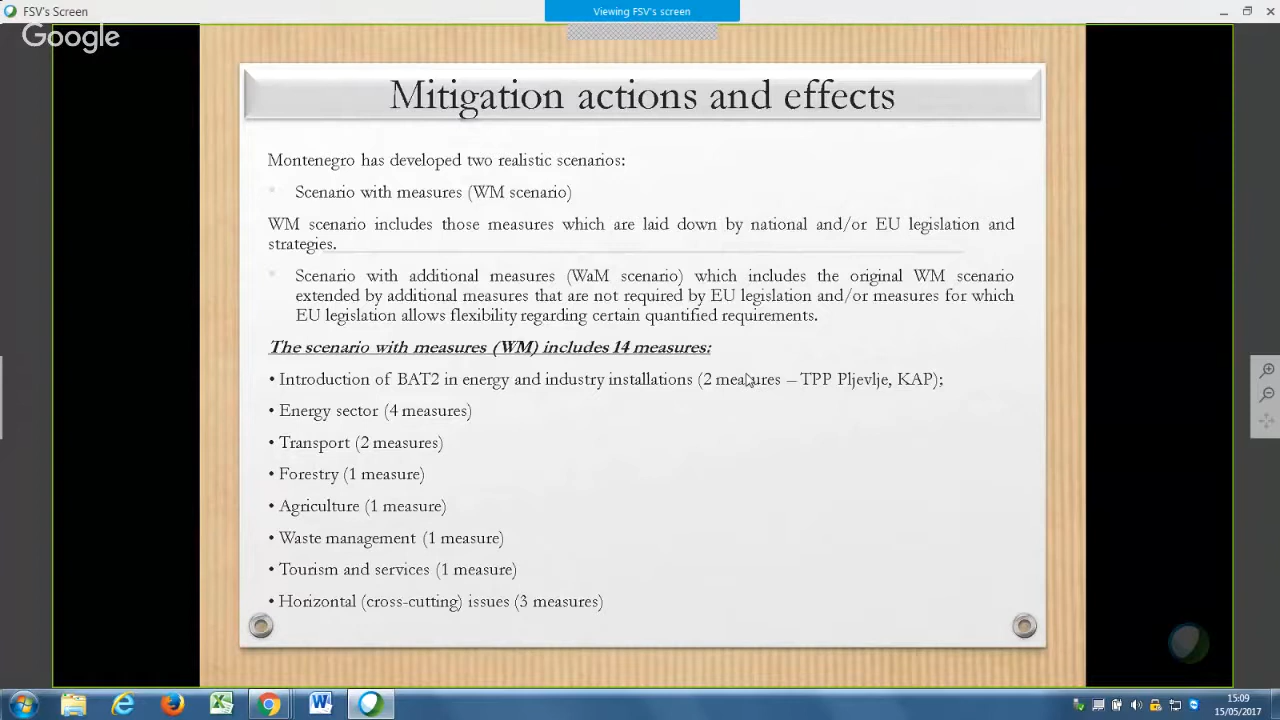 FSV's Screen
Viewing FSV's screen
Google
Mitigation actions and effects
Montenegro has developed two realistic scenarios:
Scenario with measures (WM scenario)
WM scenario includes those measures which are laid down by national and/or EU legislation and
strategies.
Scenario with additional measures (WaM scenario) which includes the original WM scenario
extended by additional measures that are not required by EU legislation and/or measures for which
EU legislation allows flexibility regarding certain quantified requirements.
The scenario with measures (WM) includes 14 measures:
• Introduction of BAT2 in energy and industry installations (2 measures – TPP Pljevlje, KAP);
• Energy sector (4 measures)
• Transport (2 measures)
• Forestry (1 measure)
• Agriculture (1 measure)
• Waste management (1 measure)
• Tourism and services (1 measure)
• Horizontal (cross-cutting) issues (3 measures)
15:09
15/05/2017